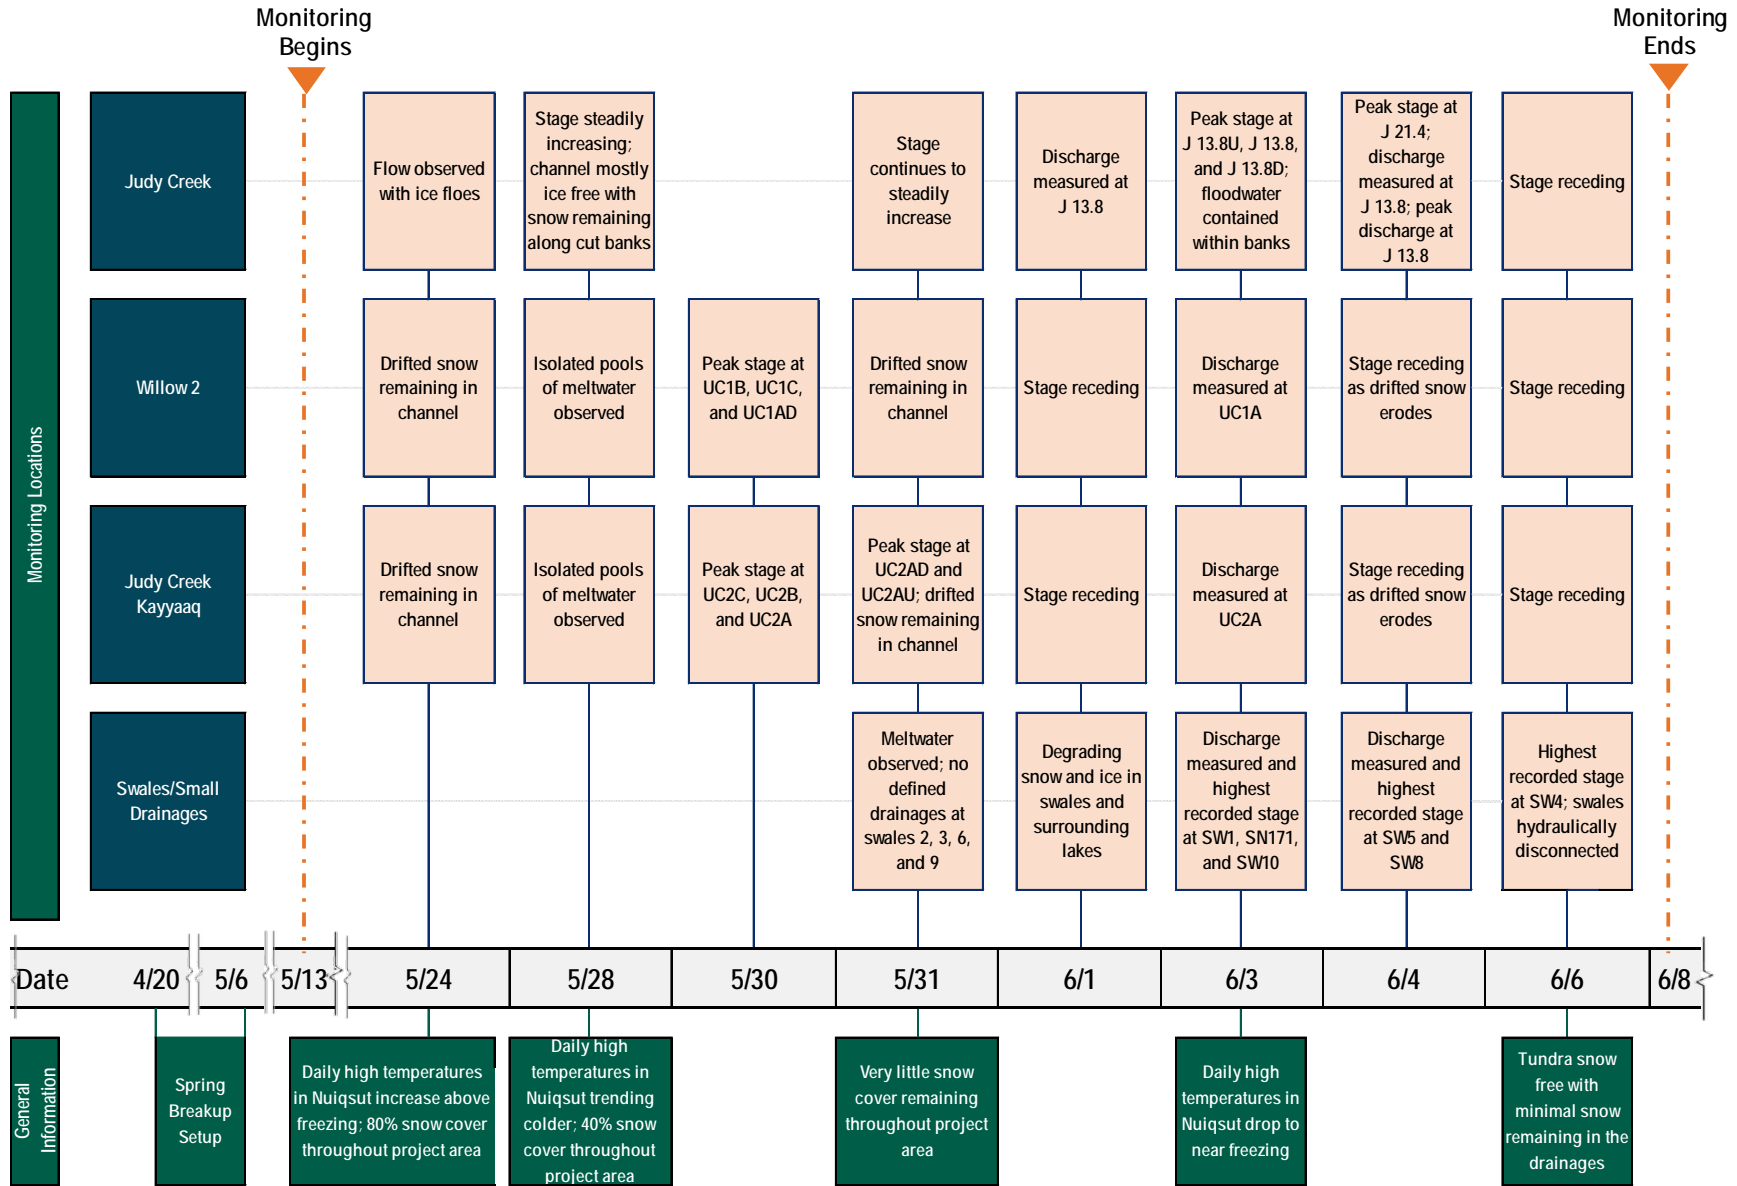 Monitoring
Begins
Monitoring
Ends
Monitoring Locations
Judy Creek
Flow observed
with ice floes
Stage steadily
increasing;
channel mostly
ice free with
snow remaining
along cut banks
Stage
continues to
steadily
increase
Discharge
measured at
J 13.8
Peak stage at
J 13.8U, J 13.8,
and J 13.8D;
floodwater
contained
within banks
Peak stage at
J 21.4;
discharge
measured at
J 13.8; peak
discharge at
J 13.8
Stage receding
Willow 2
Drifted snow
remaining in
channel
Isolated pools
of meltwater
observed
Peak stage at
UC1B, UC1C,
and UC1AD
Drifted snow
remaining in
channel
Stage receding
Discharge
measured at
UC1A
Stage receding
as drifted snow
erodes
Stage receding
Judy Creek
Kayyaaq
Drifted snow
remaining in
channel
Isolated pools
of meltwater
observed
Peak stage at
UC2C, UC2B,
and UC2A
Peak stage at
UC2AD and
UC2AU; drifted
snow remaining
in channel
Stage receding
Discharge
measured at
UC2A
Stage receding
as drifted snow
erodes
Stage receding
Swales/Small
Drainages
Meltwater
observed; no
defined
drainages at
swales 2, 3, 6,
and 9
Degrading
snow and ice in
swales and
surrounding
lakes
Discharge
measured and
highest
recorded stage
at SW1, SN171,
and SW10
Discharge
measured and
highest
recorded stage
at SW5 and
SW8
Highest
recorded stage
at SW4; swales
hydraulically
disconnected
Date 4/20 5/6 5/13 5/24 5/28 5/30 5/31 6/1 6/3 6/4 6/6 6/8
General
Information
Spring
Breakup
Setup
Daily high temperatures
in Nuiqsut increase above
freezing; 80% snow cover
throughout project area
Daily high
temperatures in
Nuiqsut trending
colder; 40% snow
cover throughout
project area
Very little snow
cover remaining
throughout project
area
Daily high
temperatures in
Nuiqsut drop to
near freezing
Tundra snow
free with
minimal snow
remaining in the
drainages